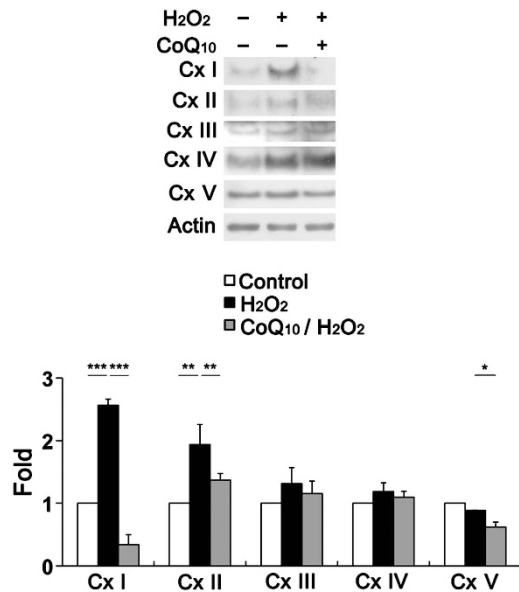 H₂O₂ – + +
CoQ₁₀ – – +
Cx I
Cx II
Cx III
Cx IV
Cx V
Actin
Control
H₂O₂
CoQ₁₀ / H₂O₂
*** *** ** ** *
Fold
3
2
1
0
Cx I Cx II Cx III Cx IV Cx V